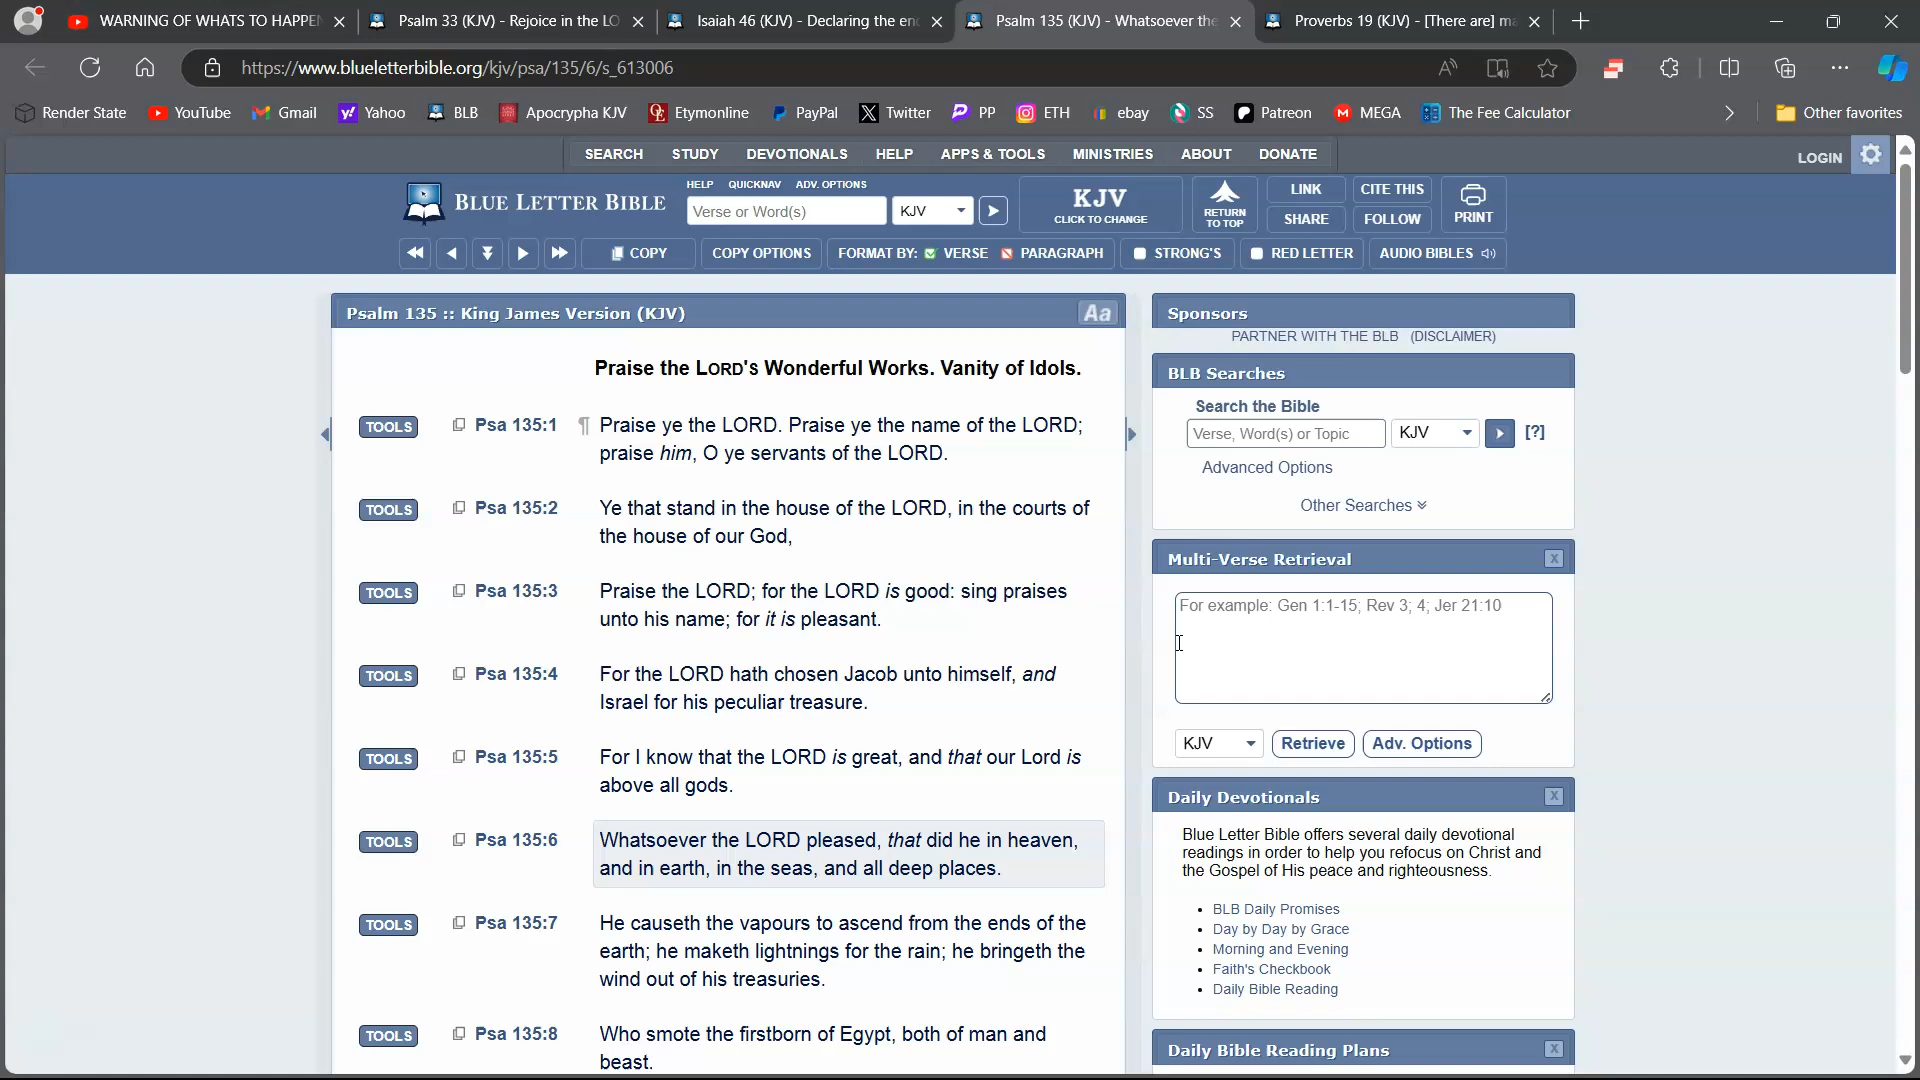 WARNING OF WHATS TO HAPPEN
Psalm 33 (KJV) - Rejoice in the LO
Isaiah 46 (KJV) - Declaring the en
Psalm 135 (KJV) - Whatsoever the
Proverbs 19 (KJV) - [There are] m
https://www.blueletterbible.org/kjv/psa/135/6/s_613006
Render State
YouTube
Gmail
Yahoo
BLB
Apocrypha KJV
Etymonline
PayPal
Twitter
PP
ETH
ebay
SS
Patreon
MEGA
The Fee Calculator
Other favorites
SEARCH STUDY DEVOTIONALS HELP APPS & TOOLS MINISTRIES ABOUT DONATE
LOGIN
BLUE LETTER BIBLE
HELP QUICKNAV ADV. OPTIONS
Verse or Word(s)
KJV
KJV
CLICK TO CHANGE
RETURN
TO TOP
LINK
CITE THIS
SHARE
FOLLOW
PRINT
COPY
COPY OPTIONS
FORMAT BY: VERSE PARAGRAPH
STRONG'S
RED LETTER
AUDIO BIBLES
Psalm 135 :: King James Version (KJV)
Aa
Praise the LORD'S Wonderful Works. Vanity of Idols.
TOOLS Psa 135:1 ¶ Praise ye the LORD. Praise ye the name of the LORD;
praise him, O ye servants of the LORD.
TOOLS Psa 135:2 Ye that stand in the house of the LORD, in the courts of
the house of our God,
TOOLS Psa 135:3 Praise the LORD; for the LORD is good: sing praises
unto his name; for it is pleasant.
TOOLS Psa 135:4 For the LORD hath chosen Jacob unto himself, and
Israel for his peculiar treasure.
TOOLS Psa 135:5 For I know that the LORD is great, and that our Lord is
above all gods.
TOOLS Psa 135:6 Whatsoever the LORD pleased, that did he in heaven,
and in earth, in the seas, and all deep places.
TOOLS Psa 135:7 He causeth the vapours to ascend from the ends of the
earth; he maketh lightnings for the rain; he bringeth the
wind out of his treasuries.
TOOLS Psa 135:8 Who smote the firstborn of Egypt, both of man and
beast.
Sponsors
PARTNER WITH THE BLB (DISCLAIMER)
BLB Searches
Search the Bible
Verse, Word(s) or Topic
KJV
[?]
Advanced Options
Other Searches
Multi-Verse Retrieval
X
For example: Gen 1:1-15; Rev 3; 4; Jer 21:10
KJV
Retrieve
Adv. Options
Daily Devotionals
X
Blue Letter Bible offers several daily devotional
readings in order to help you refocus on Christ and
the Gospel of His peace and righteousness.
• BLB Daily Promises
• Day by Day by Grace
• Morning and Evening
• Faith's Checkbook
• Daily Bible Reading
Daily Bible Reading Plans
X